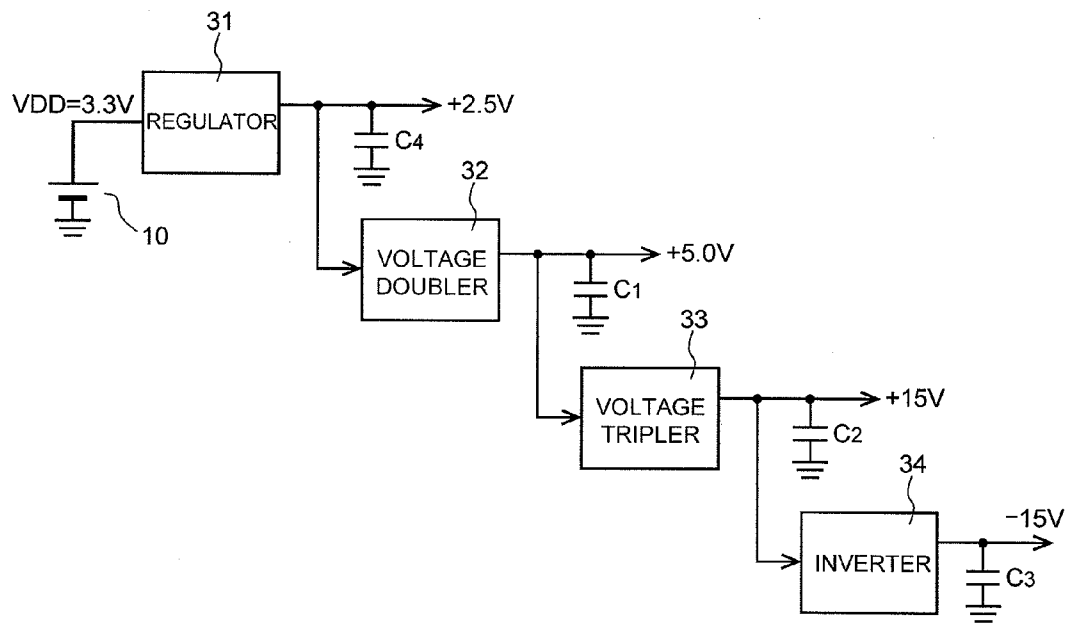 31
VDD=3.3V
REGULATOR
+2.5V
C4
10
32
VOLTAGE
DOUBLER
+5.0V
C1
33
VOLTAGE
TRIPLER
+15V
C2
34
INVERTER
−15V
C3